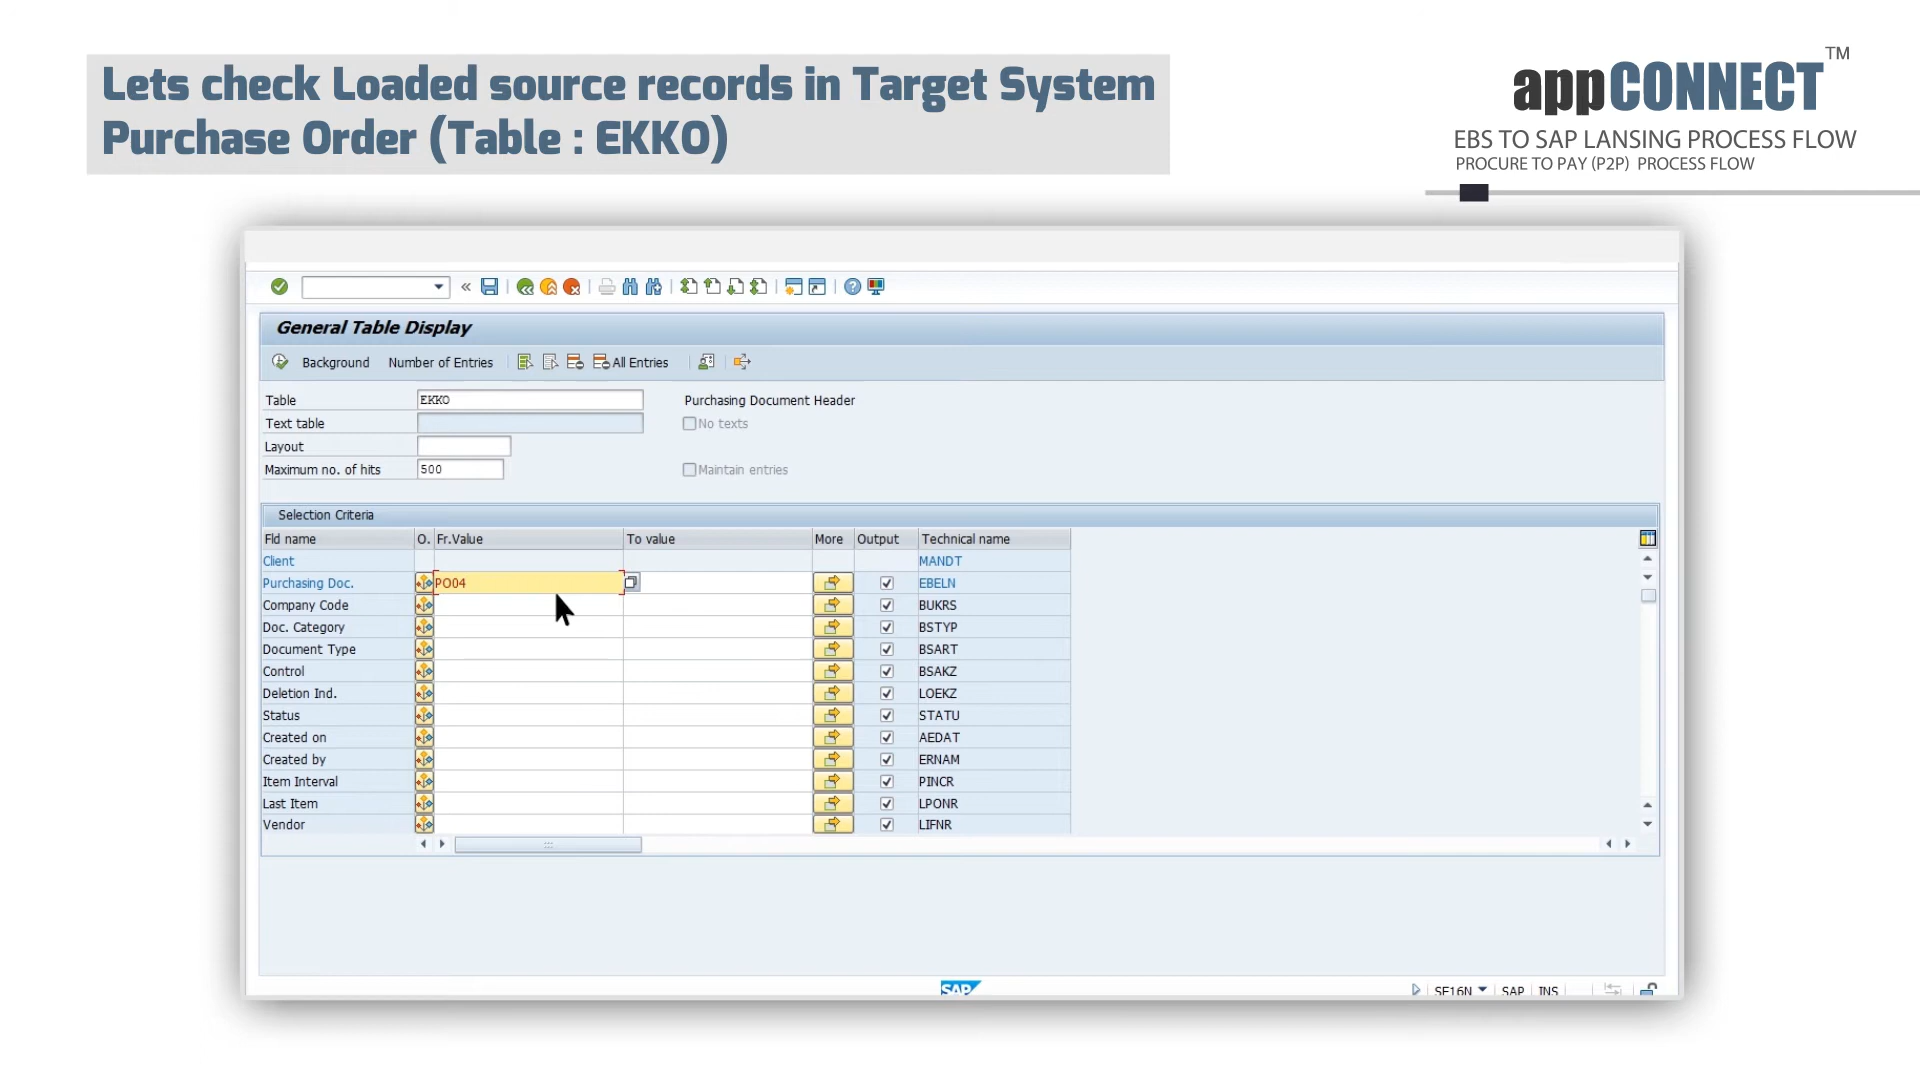 Lets check Loaded source records in Target System
Purchase Order (Table : EKKO)
appCONNECT TM
EBS TO SAP LANSING PROCESS FLOW
PROCURE TO PAY (P2P) PROCESS FLOW
General Table Display
Background Number of Entries All Entries
Table EKKO Purchasing Document Header
Text table No texts
Layout
Maximum no. of hits 500 Maintain entries
Selection Criteria
Fld name O. Fr.Value To value More Output Technical name
Client MANDT
Purchasing Doc. PO04 EBELN
Company Code BUKRS
Doc. Category BSTYP
Document Type BSART
Control BSAKZ
Deletion Ind. LOEKZ
Status STATU
Created on AEDAT
Created by ERNAM
Item Interval PINCR
Last Item LPONR
Vendor LIFNR
SAP SE16N SAP INS